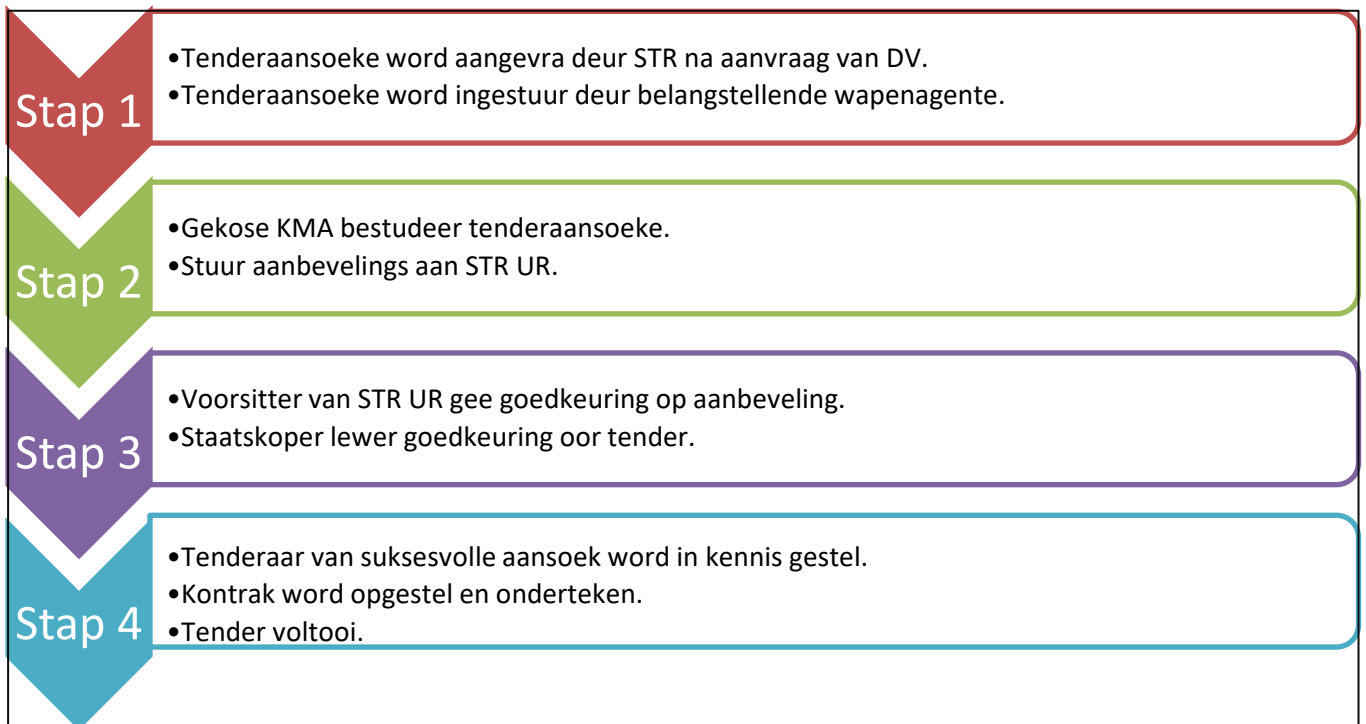 Stap 1
•Tenderaansoeke word aangevra deur STR na aanvraag van DV.
•Tenderaansoeke word ingestuur deur belangstellende wapenagente.
Stap 2
•Gekose KMA bestudeer tenderaansoeke.
•Stuur aanbevelings aan STR UR.
Stap 3
•Voorsitter van STR UR gee goedkeuring op aanbeveling.
•Staatskoper lewer goedkeuring oor tender.
Stap 4
•Tenderaar van suksesvolle aansoek word in kennis gestel.
•Kontrak word opgestel en onderteken.
•Tender voltooi.